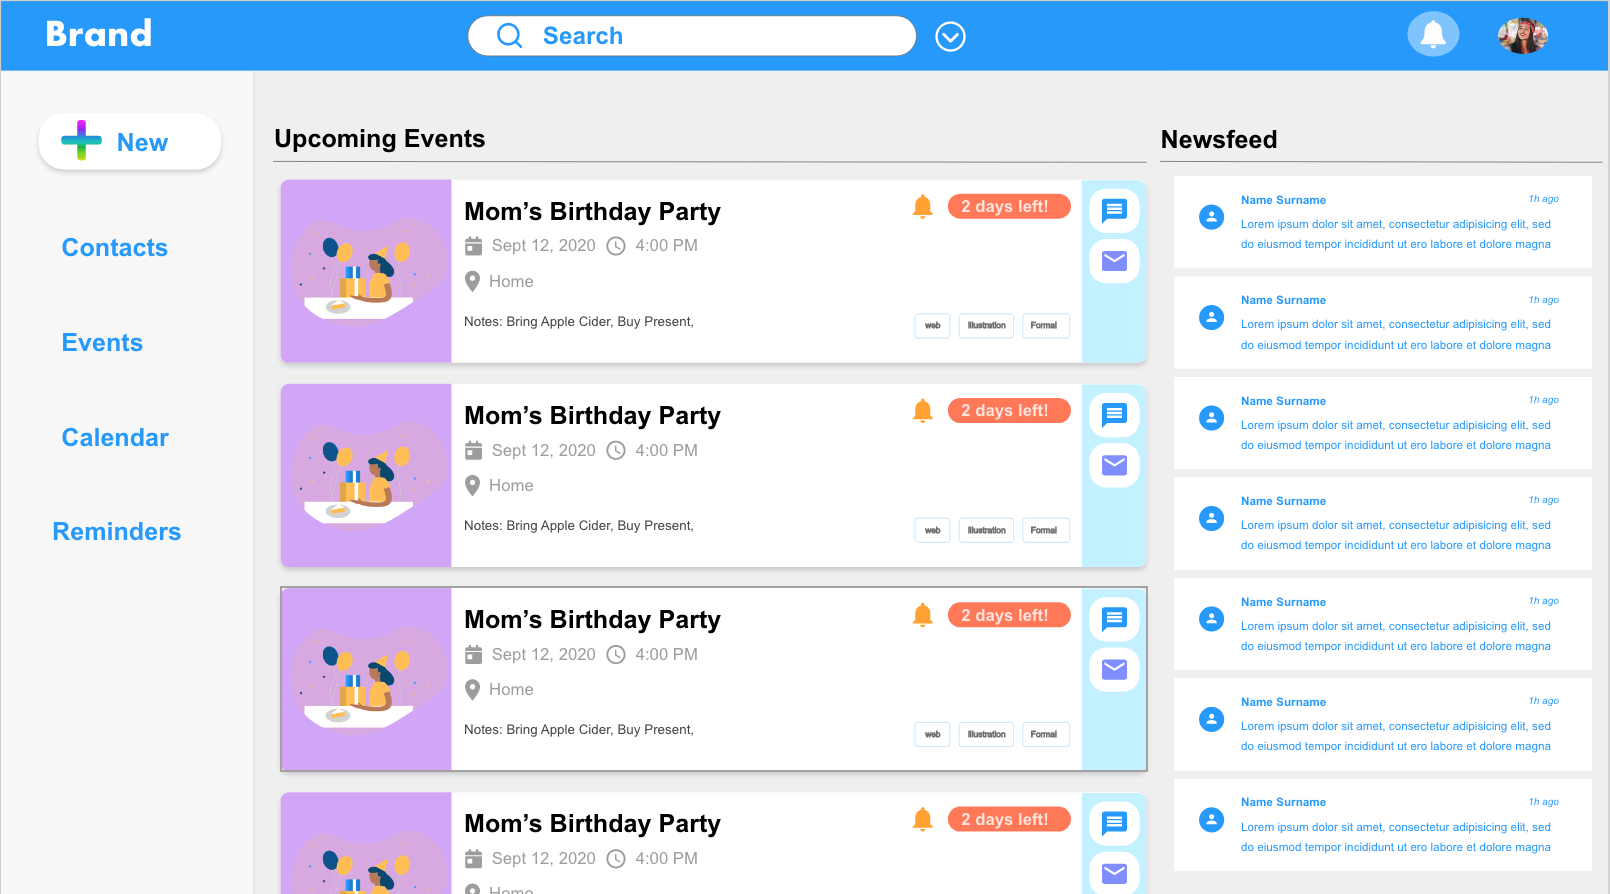 Brand
Search
New
Contacts
Events
Calendar
Reminders
Upcoming Events
Mom’s Birthday Party
2 days left!
Sept 12, 2020 4:00 PM
Home
Notes: Bring Apple Cider, Buy Present,
web Illustration Formal
Mom’s Birthday Party
2 days left!
Sept 12, 2020 4:00 PM
Home
Notes: Bring Apple Cider, Buy Present,
web Illustration Formal
Mom’s Birthday Party
2 days left!
Sept 12, 2020 4:00 PM
Home
Notes: Bring Apple Cider, Buy Present,
web Illustration Formal
Mom’s Birthday Party
2 days left!
Sept 12, 2020 4:00 PM
Home
Newsfeed
Name Surname 1h ago
Lorem ipsum dolor sit amet, consectetur adipisicing elit, sed
do eiusmod tempor incididunt ut ero labore et dolore magna
Name Surname 1h ago
Lorem ipsum dolor sit amet, consectetur adipisicing elit, sed
do eiusmod tempor incididunt ut ero labore et dolore magna
Name Surname 1h ago
Lorem ipsum dolor sit amet, consectetur adipisicing elit, sed
do eiusmod tempor incididunt ut ero labore et dolore magna
Name Surname 1h ago
Lorem ipsum dolor sit amet, consectetur adipisicing elit, sed
do eiusmod tempor incididunt ut ero labore et dolore magna
Name Surname 1h ago
Lorem ipsum dolor sit amet, consectetur adipisicing elit, sed
do eiusmod tempor incididunt ut ero labore et dolore magna
Name Surname 1h ago
Lorem ipsum dolor sit amet, consectetur adipisicing elit, sed
do eiusmod tempor incididunt ut ero labore et dolore magna
Name Surname 1h ago
Lorem ipsum dolor sit amet, consectetur adipisicing elit, sed
do eiusmod tempor incididunt ut ero labore et dolore magna